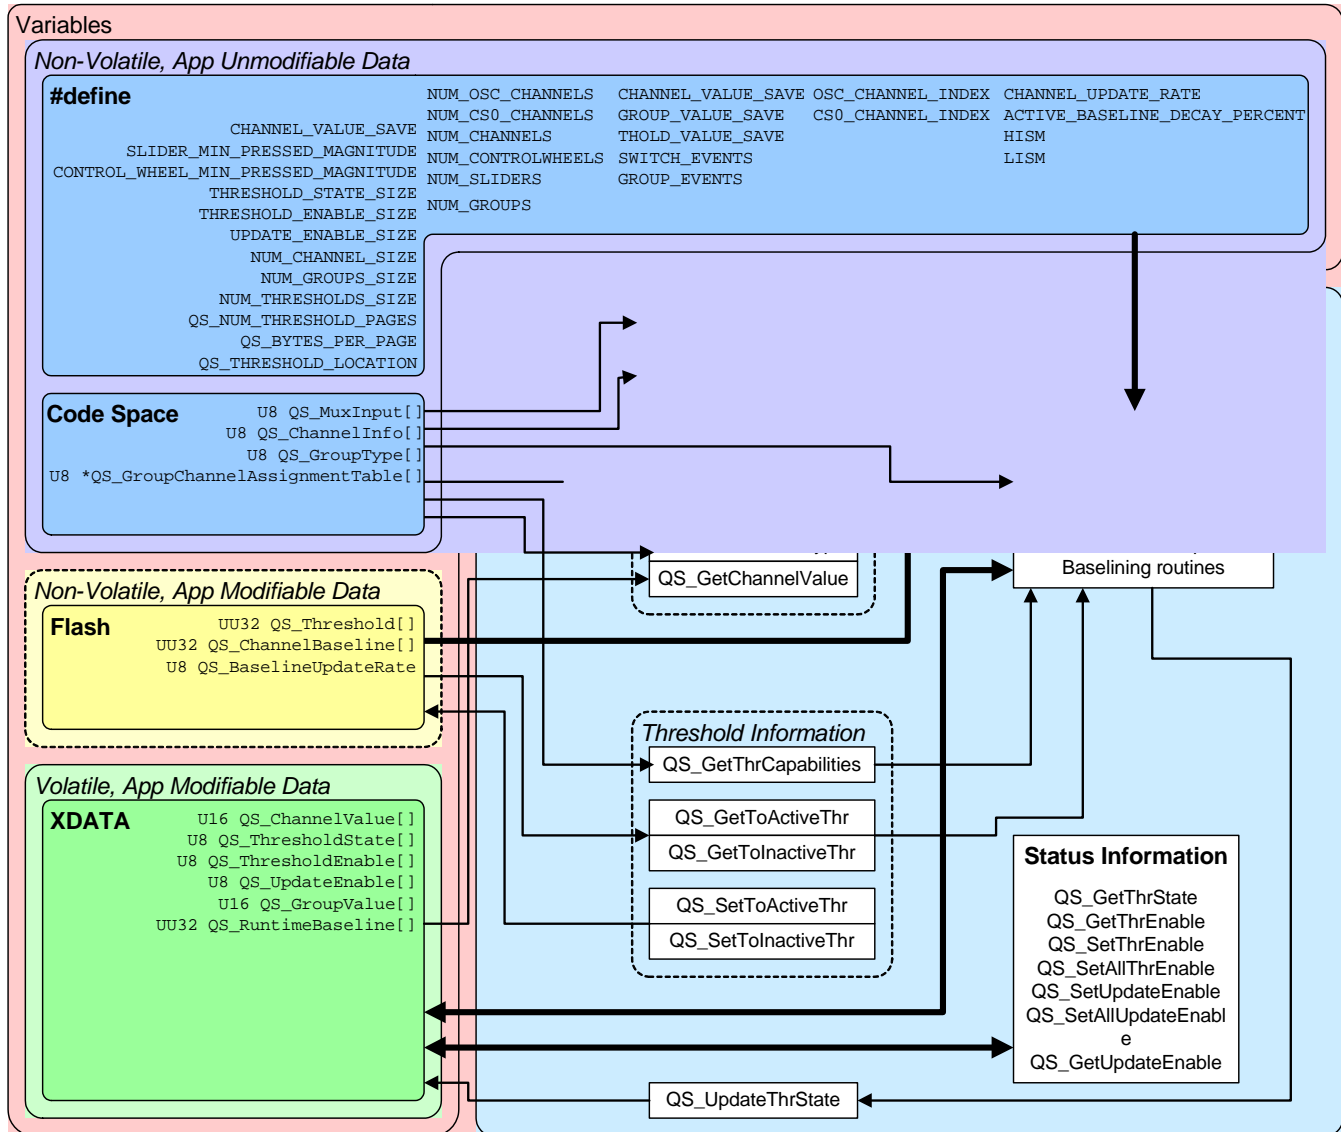 Variables
Non-Volatile, App Unmodifiable Data
#define
CHANNEL_VALUE_SAVE
SLIDER_MIN_PRESSED_MAGNITUDE
CONTROL_WHEEL_MIN_PRESSED_MAGNITUDE
THRESHOLD_STATE_SIZE
THRESHOLD_ENABLE_SIZE
UPDATE_ENABLE_SIZE
NUM_CHANNEL_SIZE
NUM_GROUPS_SIZE
NUM_THRESHOLDS_SIZE
QS_NUM_THRESHOLD_PAGES
QS_BYTES_PER_PAGE
QS_THRESHOLD_LOCATION
NUM_OSC_CHANNELS
NUM_CS0_CHANNELS
NUM_CHANNELS
NUM_CONTROLWHEELS
NUM_SLIDERS
NUM_GROUPS
CHANNEL_VALUE_SAVE
GROUP_VALUE_SAVE
THOLD_VALUE_SAVE
SWITCH_EVENTS
GROUP_EVENTS
OSC_CHANNEL_INDEX
CS0_CHANNEL_INDEX
CHANNEL_UPDATE_RATE
ACTIVE_BASELINE_DECAY_PERCENT
HISM
LISM
Code Space
U8 QS_MuxInput[]
U8 QS_ChannelInfo[]
U8 QS_GroupType[]
U8 *QS_GroupChannelAssignmentTable[]
QS_GetChannelValue
Baselining routines
Non-Volatile, App Modifiable Data
Flash
UU32 QS_Threshold[]
UU32 QS_ChannelBaseline[]
U8 QS_BaselineUpdateRate
Threshold Information
QS_GetThrCapabilities
QS_GetToActiveThr
QS_GetToInactiveThr
QS_SetToActiveThr
QS_SetToInactiveThr
Volatile, App Modifiable Data
XDATA
U16 QS_ChannelValue[]
U8 QS_ThresholdState[]
U8 QS_ThresholdEnable[]
U8 QS_UpdateEnable[]
U16 QS_GroupValue[]
UU32 QS_RuntimeBaseline[]
Status Information
QS_GetThrState
QS_GetThrEnable
QS_SetThrEnable
QS_SetAllThrEnable
QS_SetUpdateEnable
QS_SetAllUpdateEnabl
e
QS_GetUpdateEnable
QS_UpdateThrState